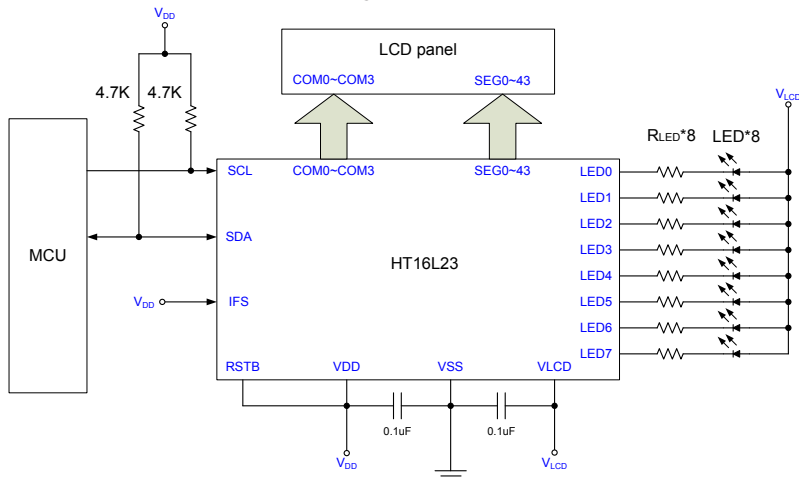 VDD
LCD panel
COM0~COM3 SEG0~43
4.7K 4.7K
VLCD
RLED*8 LED*8
MCU
SCL COM0~COM3 SEG0~43 LED0
LED1
LED2
SDA
LED3
HT16L23
LED4
VDD IFS LED5
LED6
LED7
RSTB VDD VSS VLCD
0.1uF 0.1uF
VDD VLCD